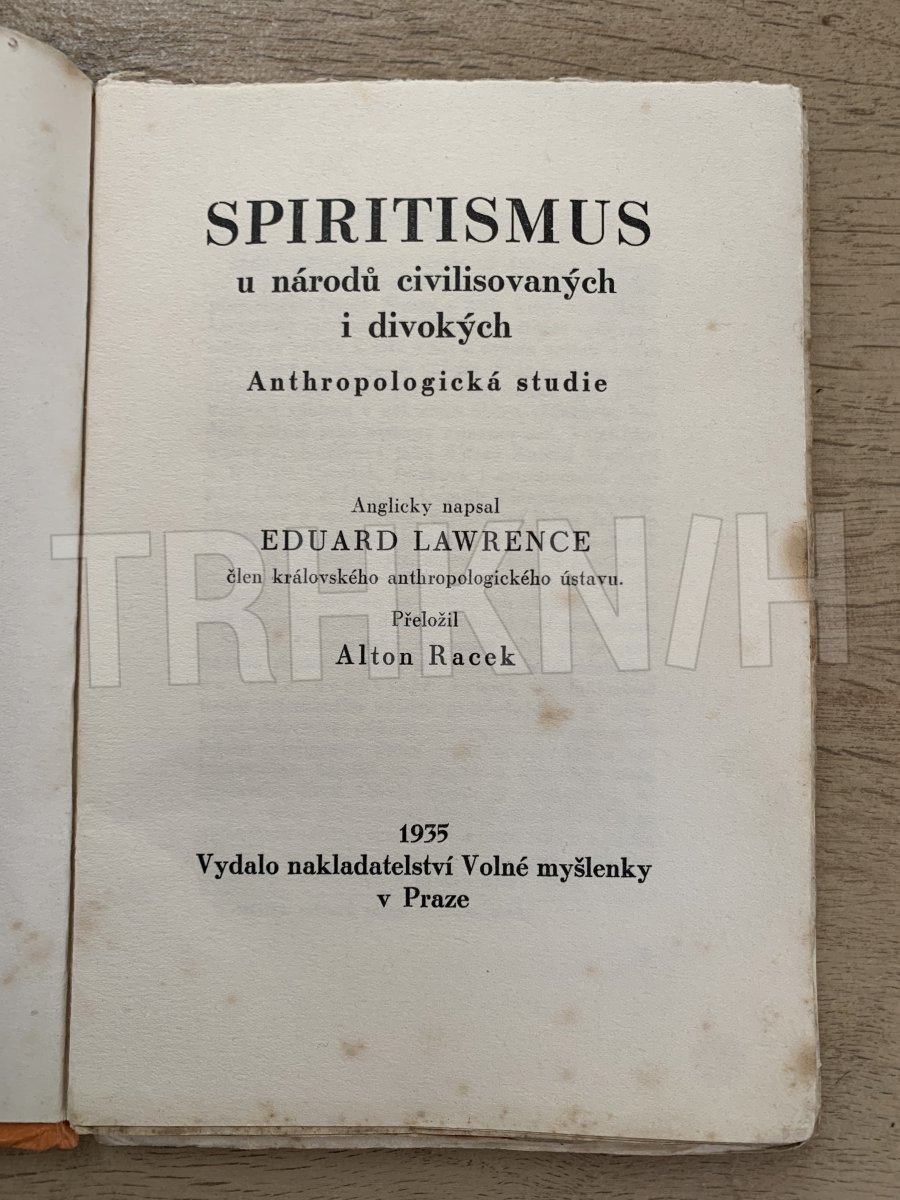 SPIRITISMUS
u národů civilisovaných
i divokých
Anthropologická studie
Anglicky napsal
EDUARD LAWRENCE
člen královského anthropologického ústavu.
Přeložil
Alton Racek
1935
Vydalo nakladatelství Volné myšlenky
v Praze
TRHKN/H